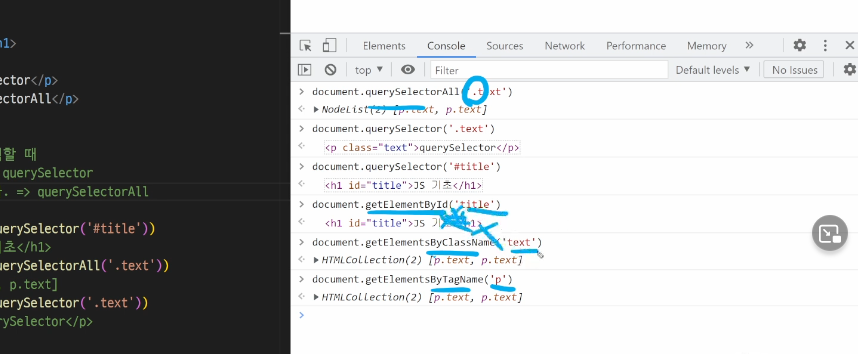 h1>
ector</p>
ectorAll</p>
할 때
querySelector
. => querySelectorAll
uerySelector('#title'))
초</h1>
uerySelectorAll('.text'))
, p.text]
uerySelector('.text'))
rySelector</p>
Elements Console Sources Network Performance Memory »
top ▼ Filter Default levels ▼ No Issues
> document.querySelectorAll('.text')
NodeList(2) [p.text, p.text]
> document.querySelector('.text')
<p class="text">querySelector</p>
> document.querySelector('#title')
<h1 id="title">JS 기초</h1>
> document.getElementById('title')
<h1 id="title">JS h1>
> document.getElementsByClassName('text')
HTMLCollection(2) [p.text, p.text]
> document.getElementsByTagName('p')
HTMLCollection(2) [p.text, p.text]
>